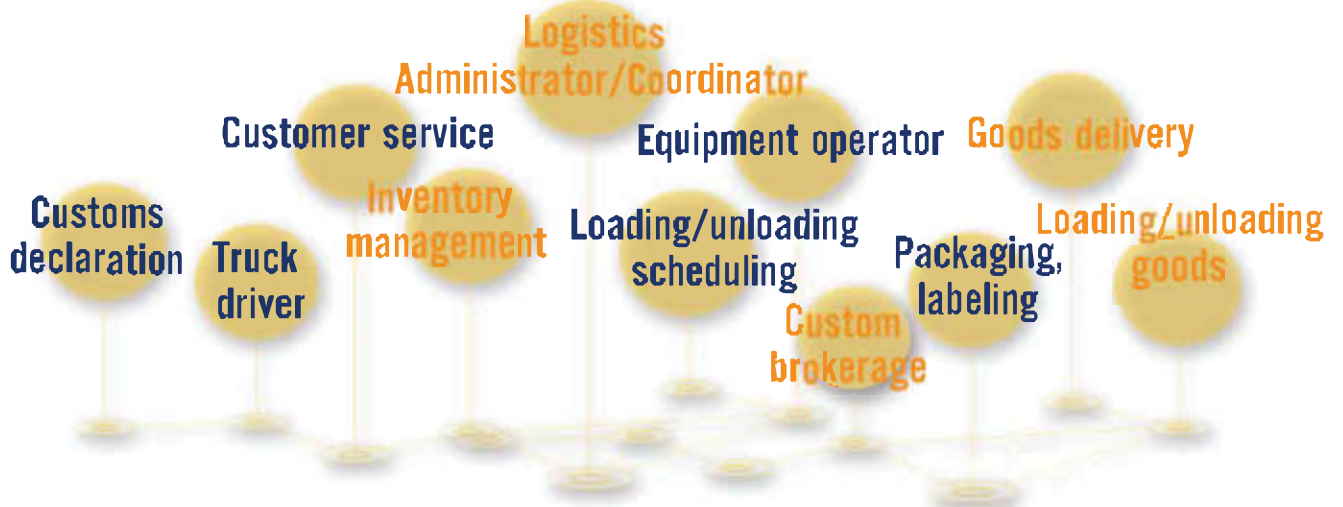 Logistics
Administrator/Coordinator
Customer service
Equipment operator
Goods delivery
Customs
declaration
Truck
driver
Inventory
management
Loading/unloading
scheduling
Custom
brokerage
Packaging,
labeling
Loading/unloading
goods